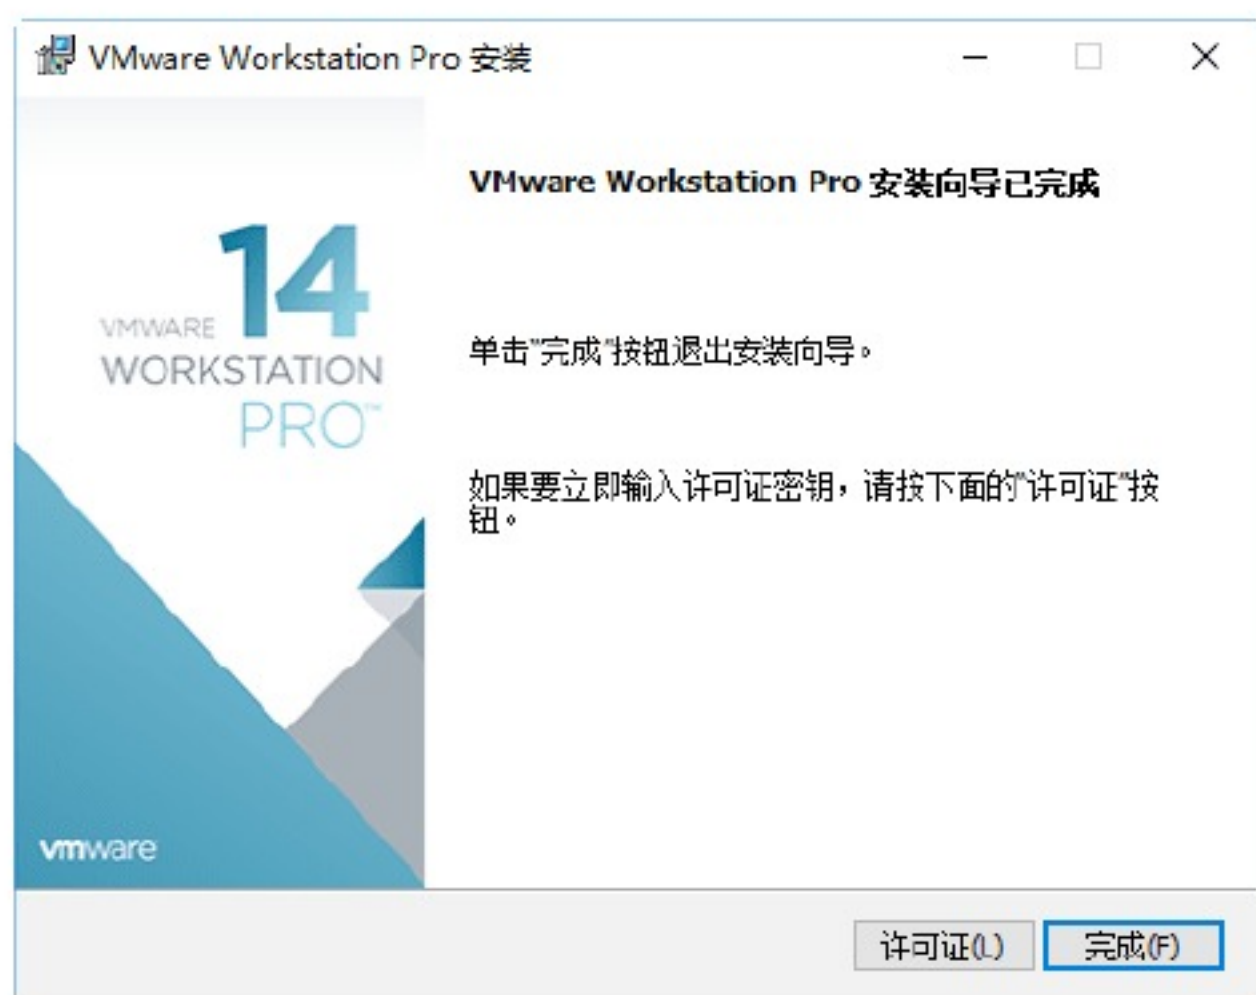 VMware Workstation Pro 安装
VMware Workstation Pro 安装向导已完成
14
VMWARE
WORKSTATION
PRO™
单击"完成"按钮退出安装向导。
如果要立即输入许可证密钥，请按下面的"许可证"按
钮。
vmware
许可证(L)
完成(F)